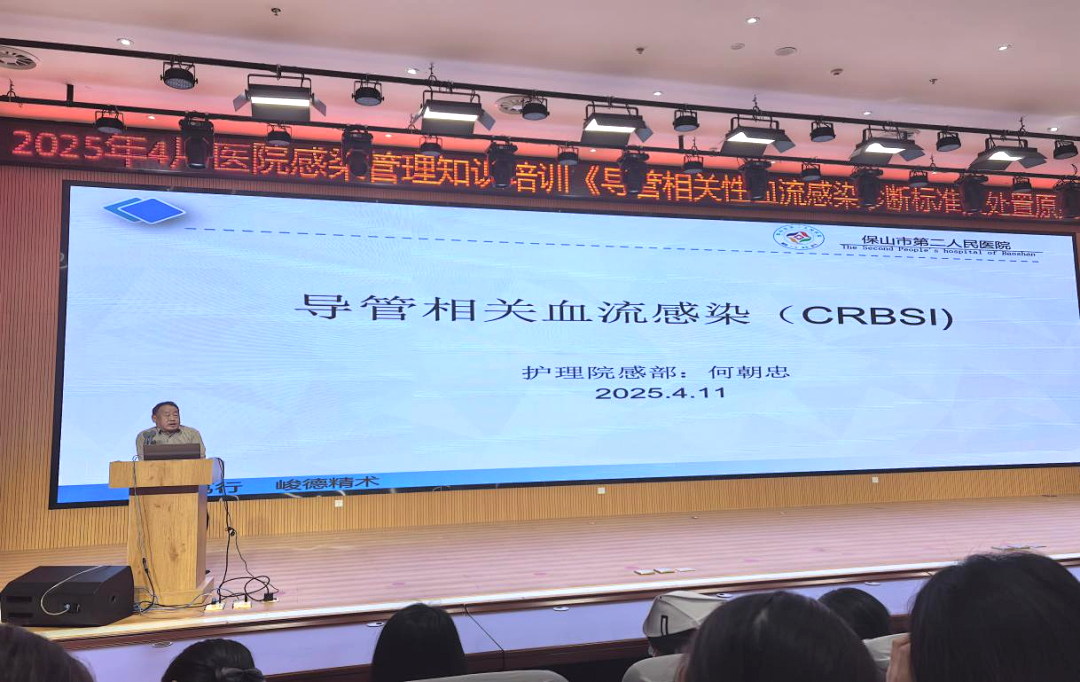 2025年4月医院感染管理知识培训《导管相关性血流感染诊断标准及处置原
保山市第二人民医院
The Second People's hospital of Baoshan
导管相关血流感染（CRBSI)
护理院感部：何朝忠
2025.4.11
行 峻德精术